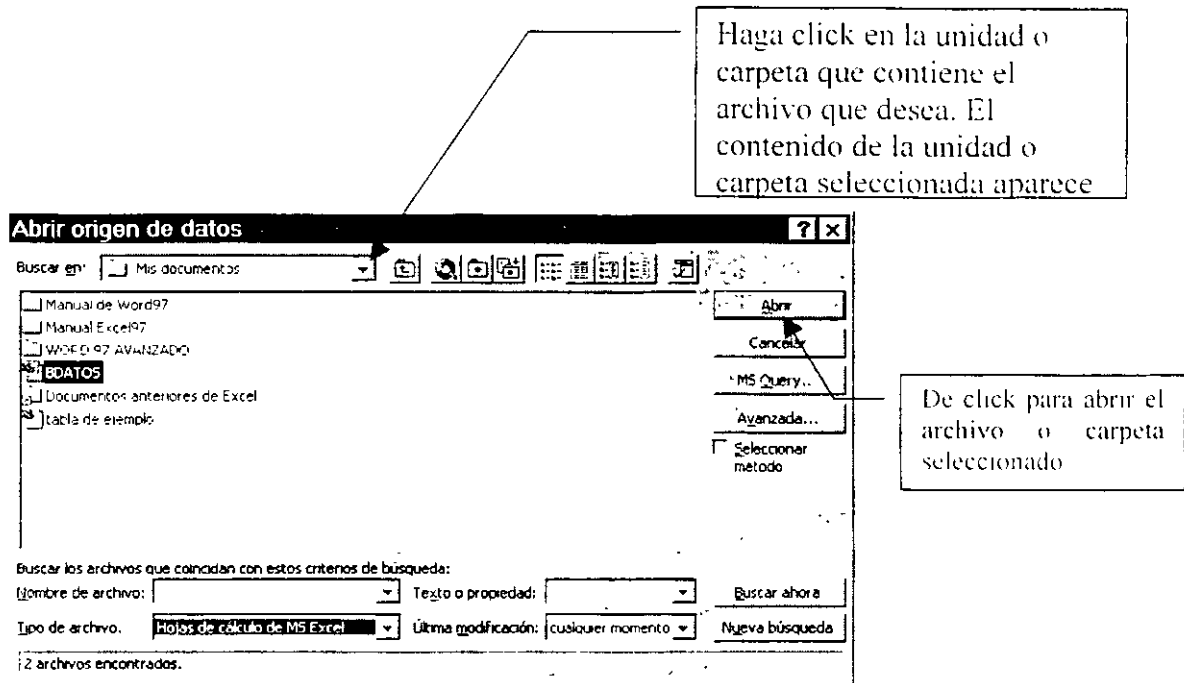 Haga click en la unidad o
carpeta que contiene el
archivo que desea. El
contenido de la unidad o
carpeta seleccionada aparece
Abrir origen de datos
Buscar en: Mis documentos
Manual de Word97
Manual Excel97
WORD 97 AVANZADO
BDATOS
Documentos anteriores de Excel
tabla de ejemplo
Abrir
Cancelar
MS Query...
Avanzada...
Seleccionar
metodo
De click para abrir el
archivo o carpeta
seleccionado
Buscar los archivos que coincidan con estos criterios de búsqueda:
Nombre de archivo: Texto o propiedad: Buscar ahora
Tipo de archivo. Hojas de cálculo de MS Excel Última modificación: cualquier momento Nueva búsqueda
2 archivos encontrados.